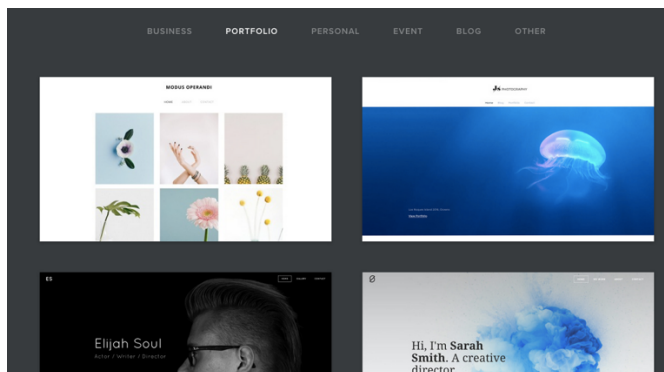 BUSINESS PORTFOLIO PERSONAL EVENT BLOG OTHER
MODUS OPERANDI
HOME
PHOTOGRAPHY
ES
Elijah Soul
Actor / Writer / Director
Hi, I'm Sarah
Smith. A creative
director